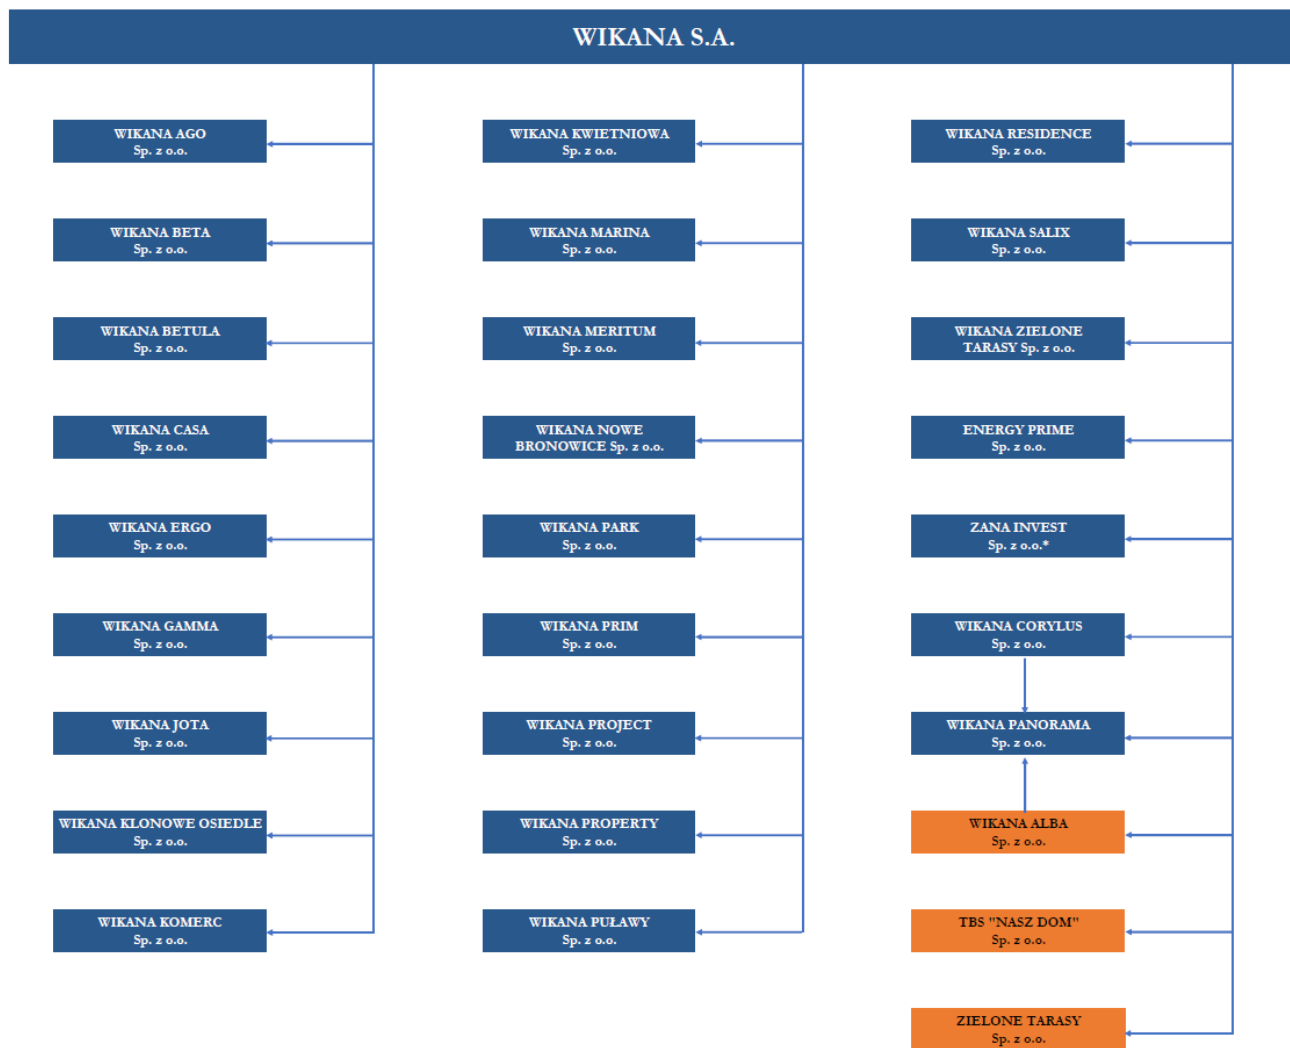 WIKANA S.A.
WIKANA AGO
Sp. z o.o.
WIKANA BETA
Sp. z o.o.
WIKANA BETULA
Sp. z o.o.
WIKANA CASA
Sp. z o.o.
WIKANA ERGO
Sp. z o.o.
WIKANA GAMMA
Sp. z o.o.
WIKANA JOTA
Sp. z o.o.
WIKANA KLONOWE OSIEDLE
Sp. z o.o.
WIKANA KOMERC
Sp. z o.o.
WIKANA KWIETNIOWA
Sp. z o.o.
WIKANA MARINA
Sp. z o.o.
WIKANA MERITUM
Sp. z o.o.
WIKANA NOWE
BRONOWICE Sp. z o.o.
WIKANA PARK
Sp. z o.o.
WIKANA PRIM
Sp. z o.o.
WIKANA PROJECT
Sp. z o.o.
WIKANA PROPERTY
Sp. z o.o.
WIKANA PUŁAWY
Sp. z o.o.
WIKANA RESIDENCE
Sp. z o.o.
WIKANA SALIX
Sp. z o.o.
WIKANA ZIELONE
TARASY Sp. z o.o.
ENERGY PRIME
Sp. z o.o.
ZANA INVEST
Sp. z o.o.*
WIKANA CORYLUS
Sp. z o.o.
WIKANA PANORAMA
Sp. z o.o.
WIKANA ALBA
Sp. z o.o.
TBS "NASZ DOM"
Sp. z o.o.
ZIELONE TARASY
Sp. z o.o.